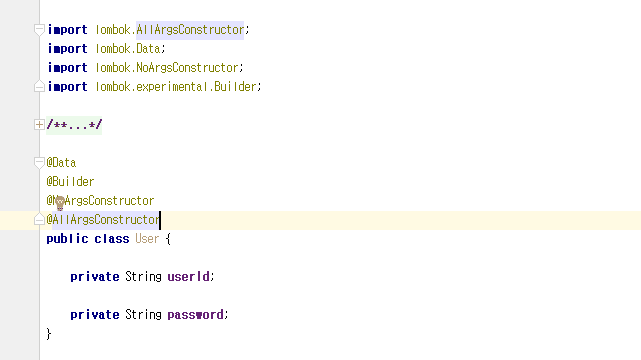 import lombok.AllArgsConstructor;
import lombok.Data;
import lombok.NoArgsConstructor;
import lombok.experimental.Builder;
/**...*/
@Data
@Builder
@NoArgsConstructor
@AllArgsConstructor
public class User {
private String userId;
private String password;
}